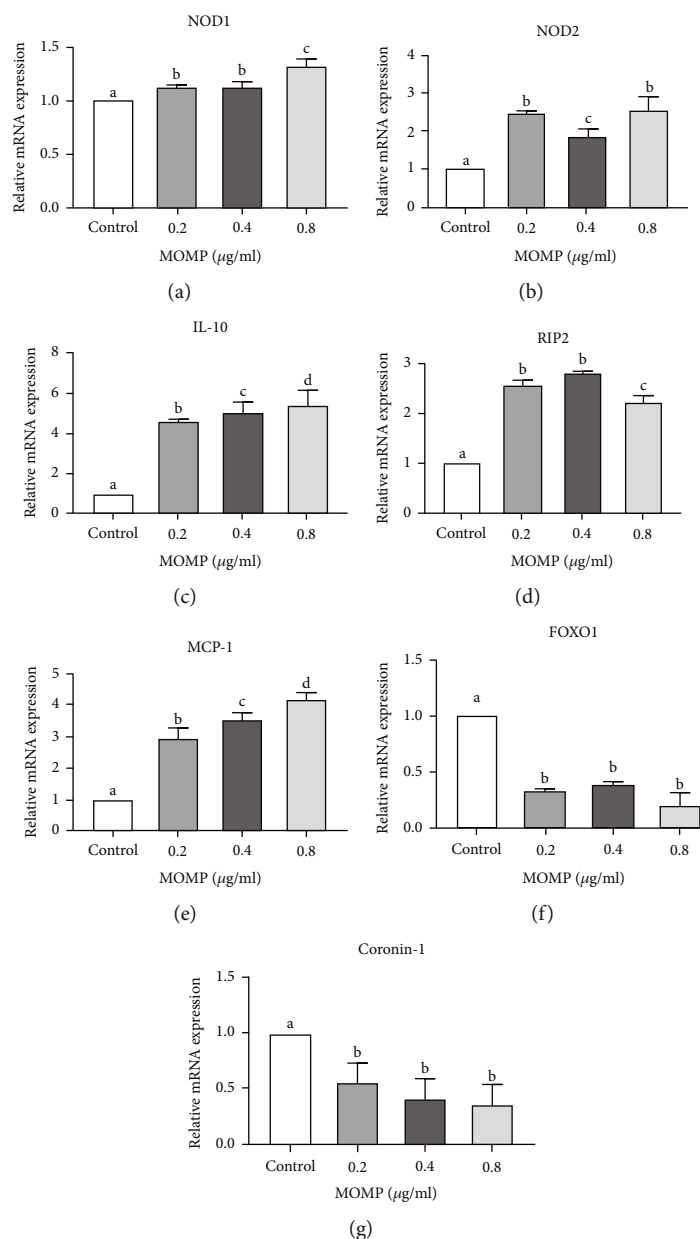 NOD1
Relative mRNA expression
1.5
1.0
0.5
0.0
a
b
b
c
Control
0.2
0.4
0.8
MOMP (μg/ml)
(a)
NOD2
Relative mRNA expression
4
3
2
1
0
a
b
c
b
Control
0.2
0.4
0.8
MOMP (μg/ml)
(b)
IL-10
Relative mRNA expression
8
6
4
2
0
a
b
c
d
Control
0.2
0.4
0.8
MOMP (μg/ml)
(c)
RIP2
Relative mRNA expression
3
2
1
0
a
b
b
c
Control
0.2
0.4
0.8
MOMP (μg/ml)
(d)
MCP-1
Relative mRNA expression
5
4
3
2
1
0
a
b
c
d
Control
0.2
0.4
0.8
MOMP (μg/ml)
(e)
FOXO1
Relative mRNA expression
1.5
1.0
0.5
0.0
a
b
b
b
Control
0.2
0.4
0.8
MOMP (μg/ml)
(f)
Coronin-1
Relative mRNA expression
1.5
1.0
0.5
0.0
a
b
b
b
Control
0.2
0.4
0.8
MOMP (μg/ml)
(g)